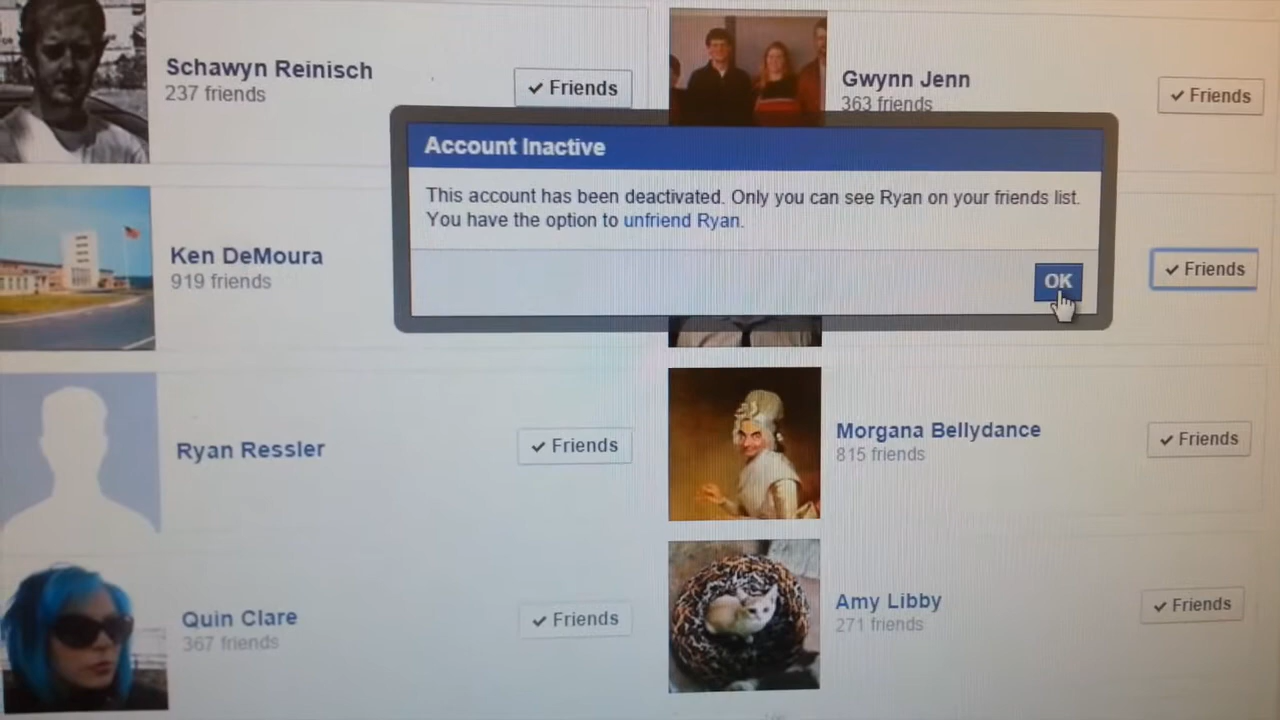 Schawyn Reinisch
237 friends
✓ Friends
Gwynn Jenn
363 friends
✓ Friends
Account Inactive
This account has been deactivated. Only you can see Ryan on your friends list.
You have the option to unfriend Ryan.
OK
Ken DeMoura
919 friends
✓ Friends
Ryan Ressler
✓ Friends
Morgana Bellydance
815 friends
✓ Friends
Quin Clare
367 friends
✓ Friends
Amy Libby
271 friends
✓ Friends